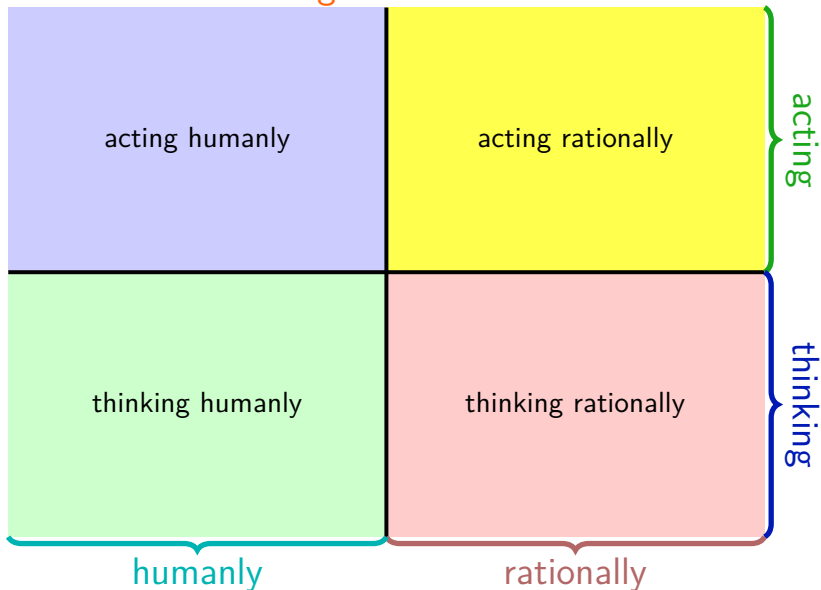 acting humanly
acting rationally
acting
thinking humanly
thinking rationally
thinking
humanly
rationally